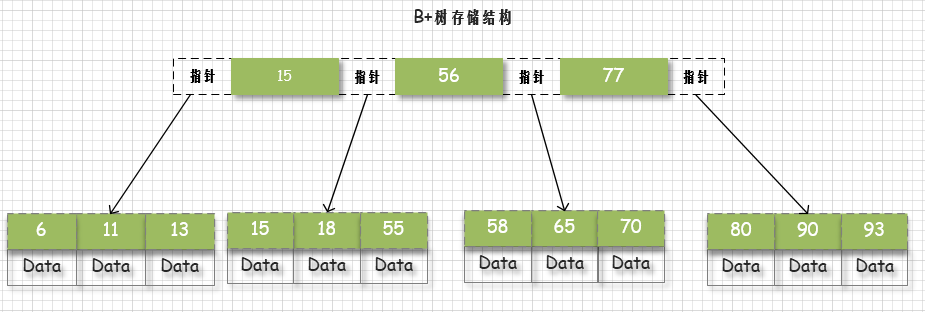 B+树存储结构
指针 15 指针 56 指针 77 指针
6 11 13 15 18 55 58 65 70 80 90 93
Data Data Data Data Data Data Data Data Data Data Data Data